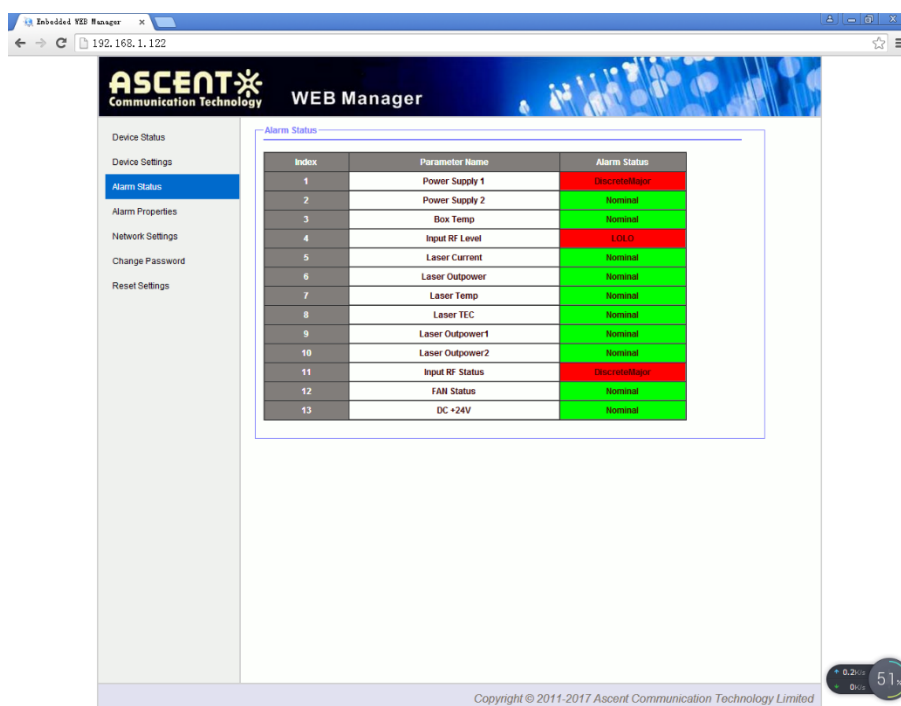 Embedded WEB Manager x
192.168.1.122
ASCENT
Communication Technology
WEB Manager
Device Status
Device Settings
Alarm Status
Alarm Properties
Network Settings
Change Password
Reset Settings
Alarm Status
Index Parameter Name Alarm Status
1 Power Supply 1 DiscreteMajor
2 Power Supply 2 Nominal
3 Box Temp Nominal
4 Input RF Level LOLO
5 Laser Current Nominal
6 Laser Outpower Nominal
7 Laser Temp Nominal
8 Laser TEC Nominal
9 Laser Outpower1 Nominal
10 Laser Outpower2 Nominal
11 Input RF Status DiscreteMajor
12 FAN Status Nominal
13 DC +24V Nominal
0.2K/s
0K/s
51%
Copyright © 2011-2017 Ascent Communication Technology Limited